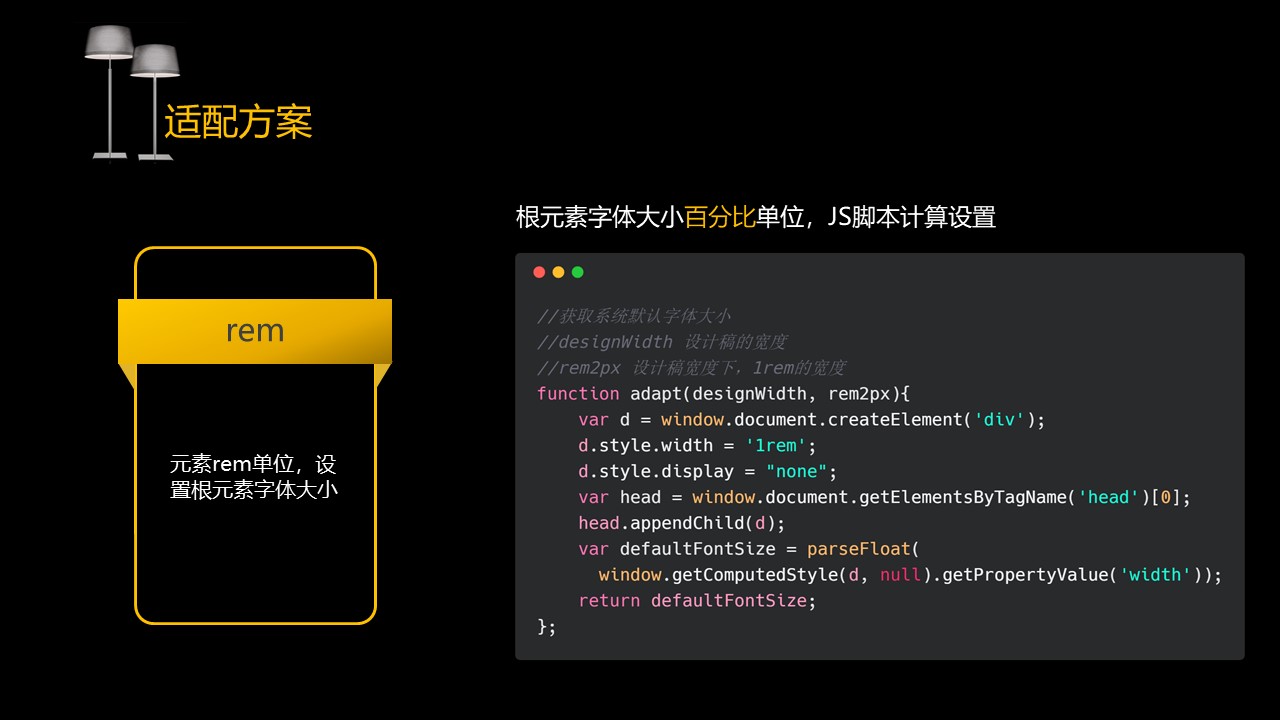 适配方案
根元素字体大小百分比单位，JS脚本计算设置
rem
元素rem单位，设
置根元素字体大小
//获取系统默认字体大小
//designWidth 设计稿的宽度
//rem2px 设计稿宽度下，1rem的宽度
function adapt(designWidth, rem2px){
    var d = window.document.createElement('div');
    d.style.width = '1rem';
    d.style.display = "none";
    var head = window.document.getElementsByTagName('head')[0];
    head.appendChild(d);
    var defaultFontSize = parseFloat(
      window.getComputedStyle(d, null).getPropertyValue('width'));
    return defaultFontSize;
};